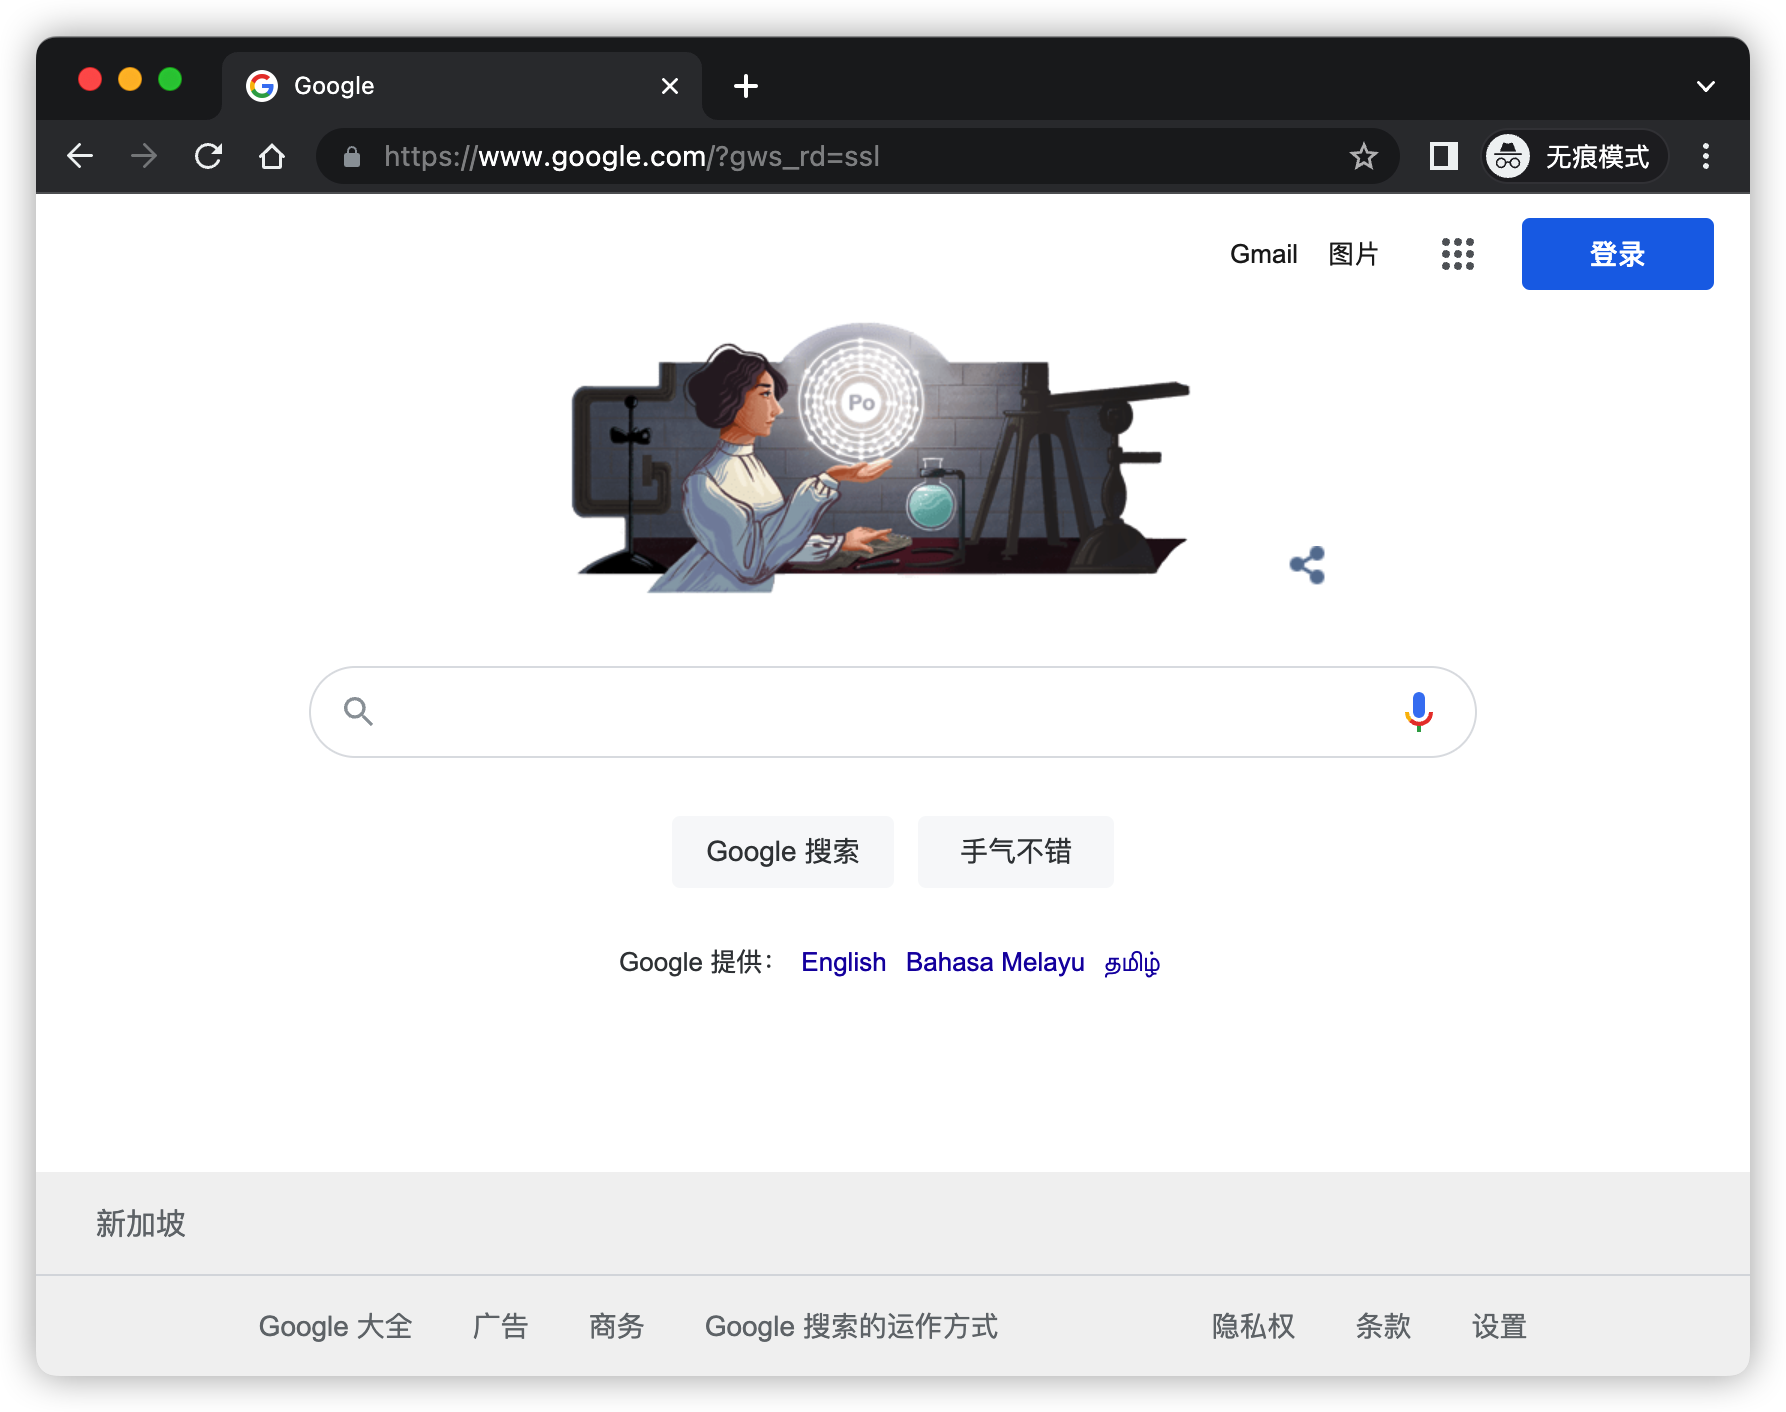 Google
https://www.google.com/?gws_rd=ssl
无痕模式
Gmail 图片 登录
Po
Google 搜索 手气不错
Google 提供： English Bahasa Melayu தமிழ்
新加坡
Google 大全 广告 商务 Google 搜索的运作方式 隐私权 条款 设置